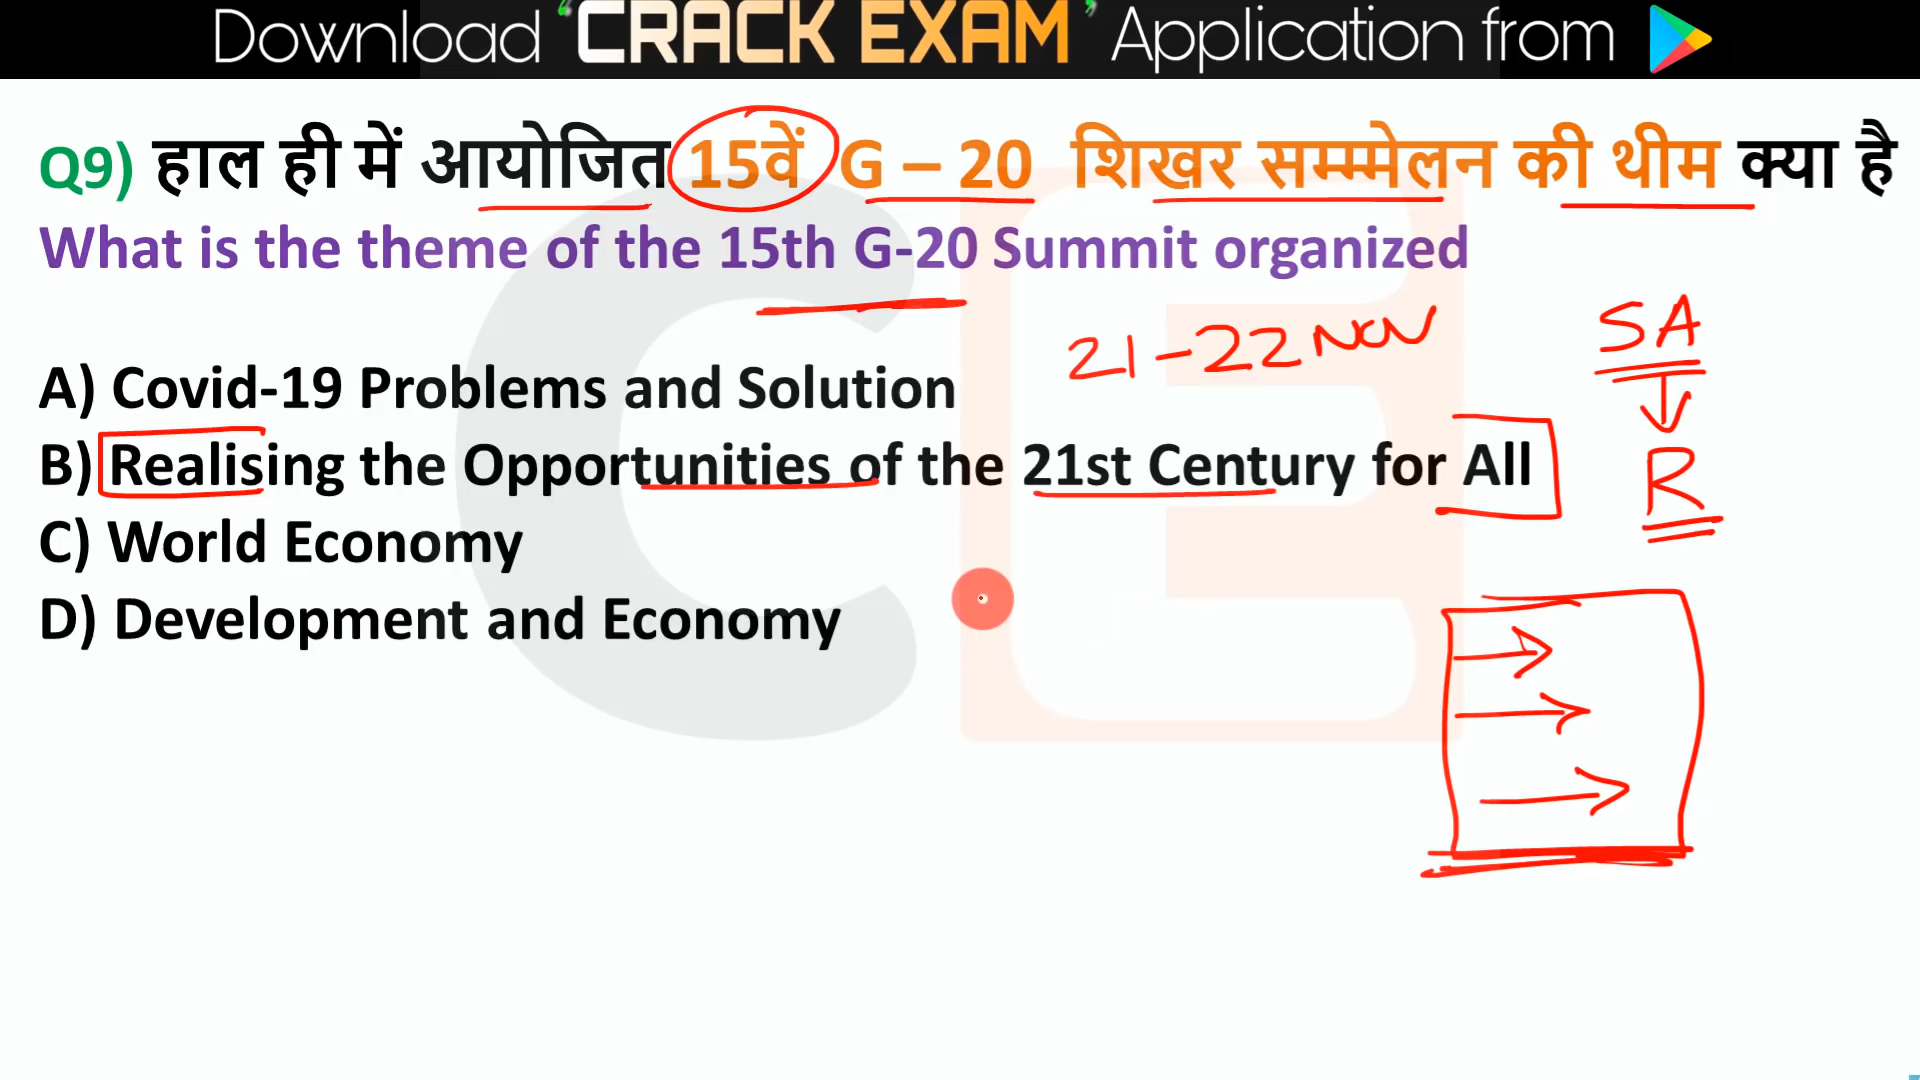 Download ‘CRACK EXAM’ Application from
Q9) हाल ही में आयोजित 15वें G – 20 शिखर सम्म्मेलन की थीम क्या है
What is the theme of the 15th G-20 Summit organized
21-22 NOV
SA
A) Covid-19 Problems and Solution
B) Realising the Opportunities of the 21st Century for All
R
C) World Economy
D) Development and Economy
CE